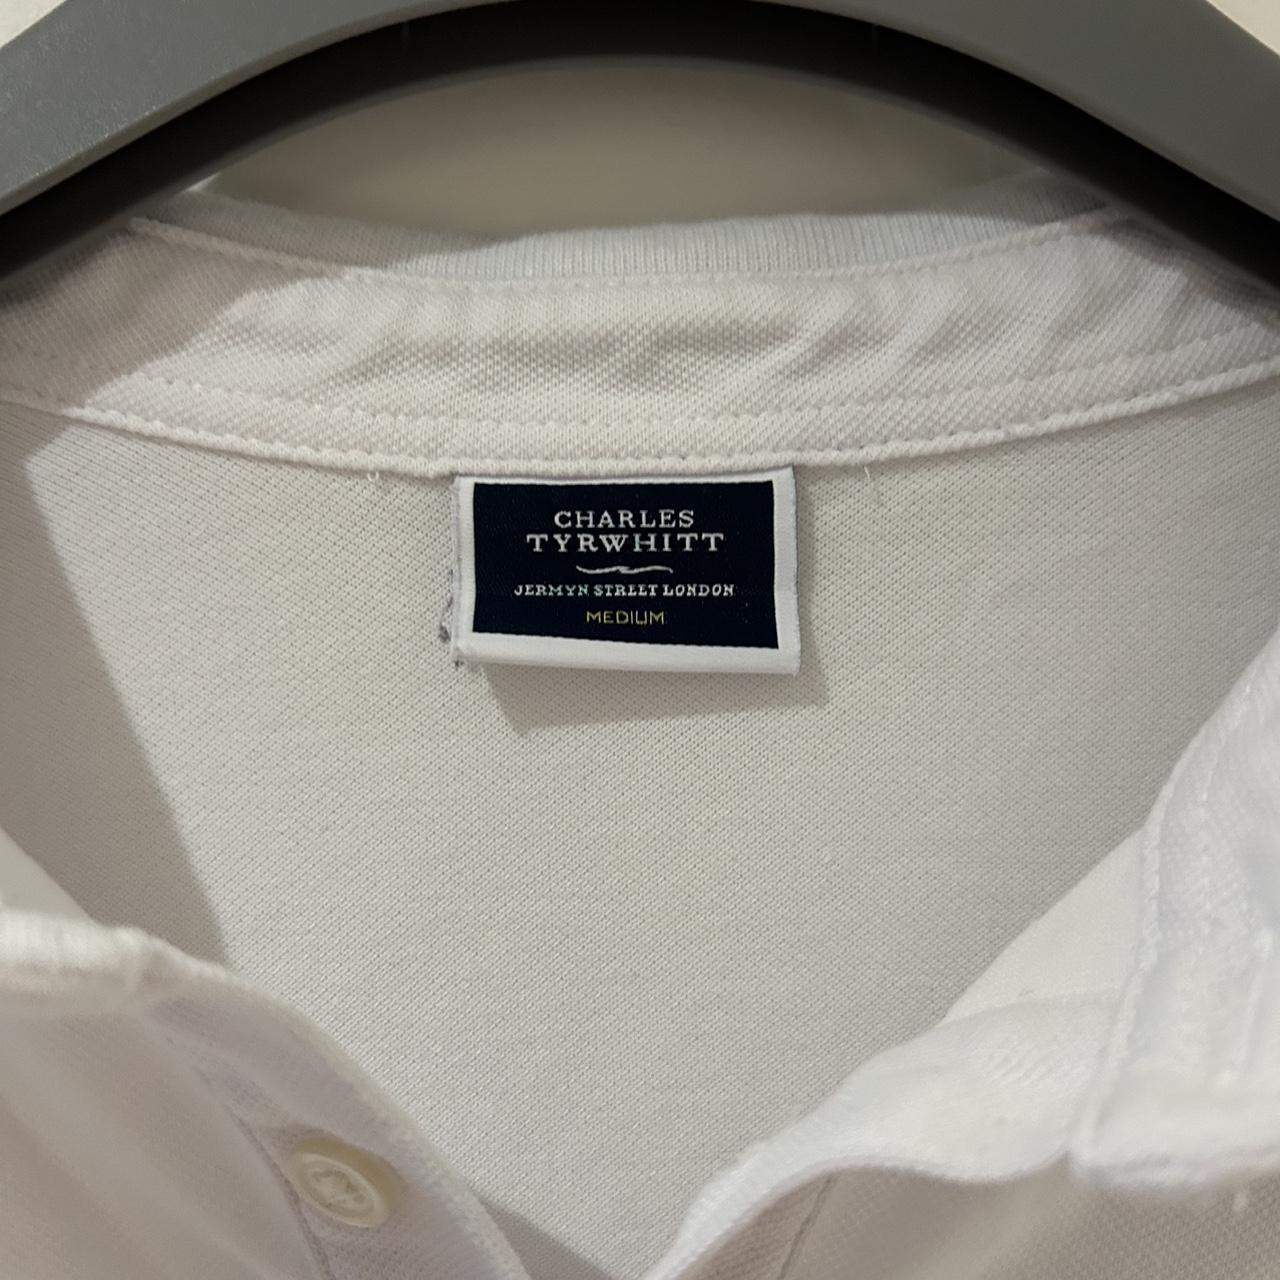 CHARLES
TYRWHITT
JERMYN STREET LONDON
MEDIUM